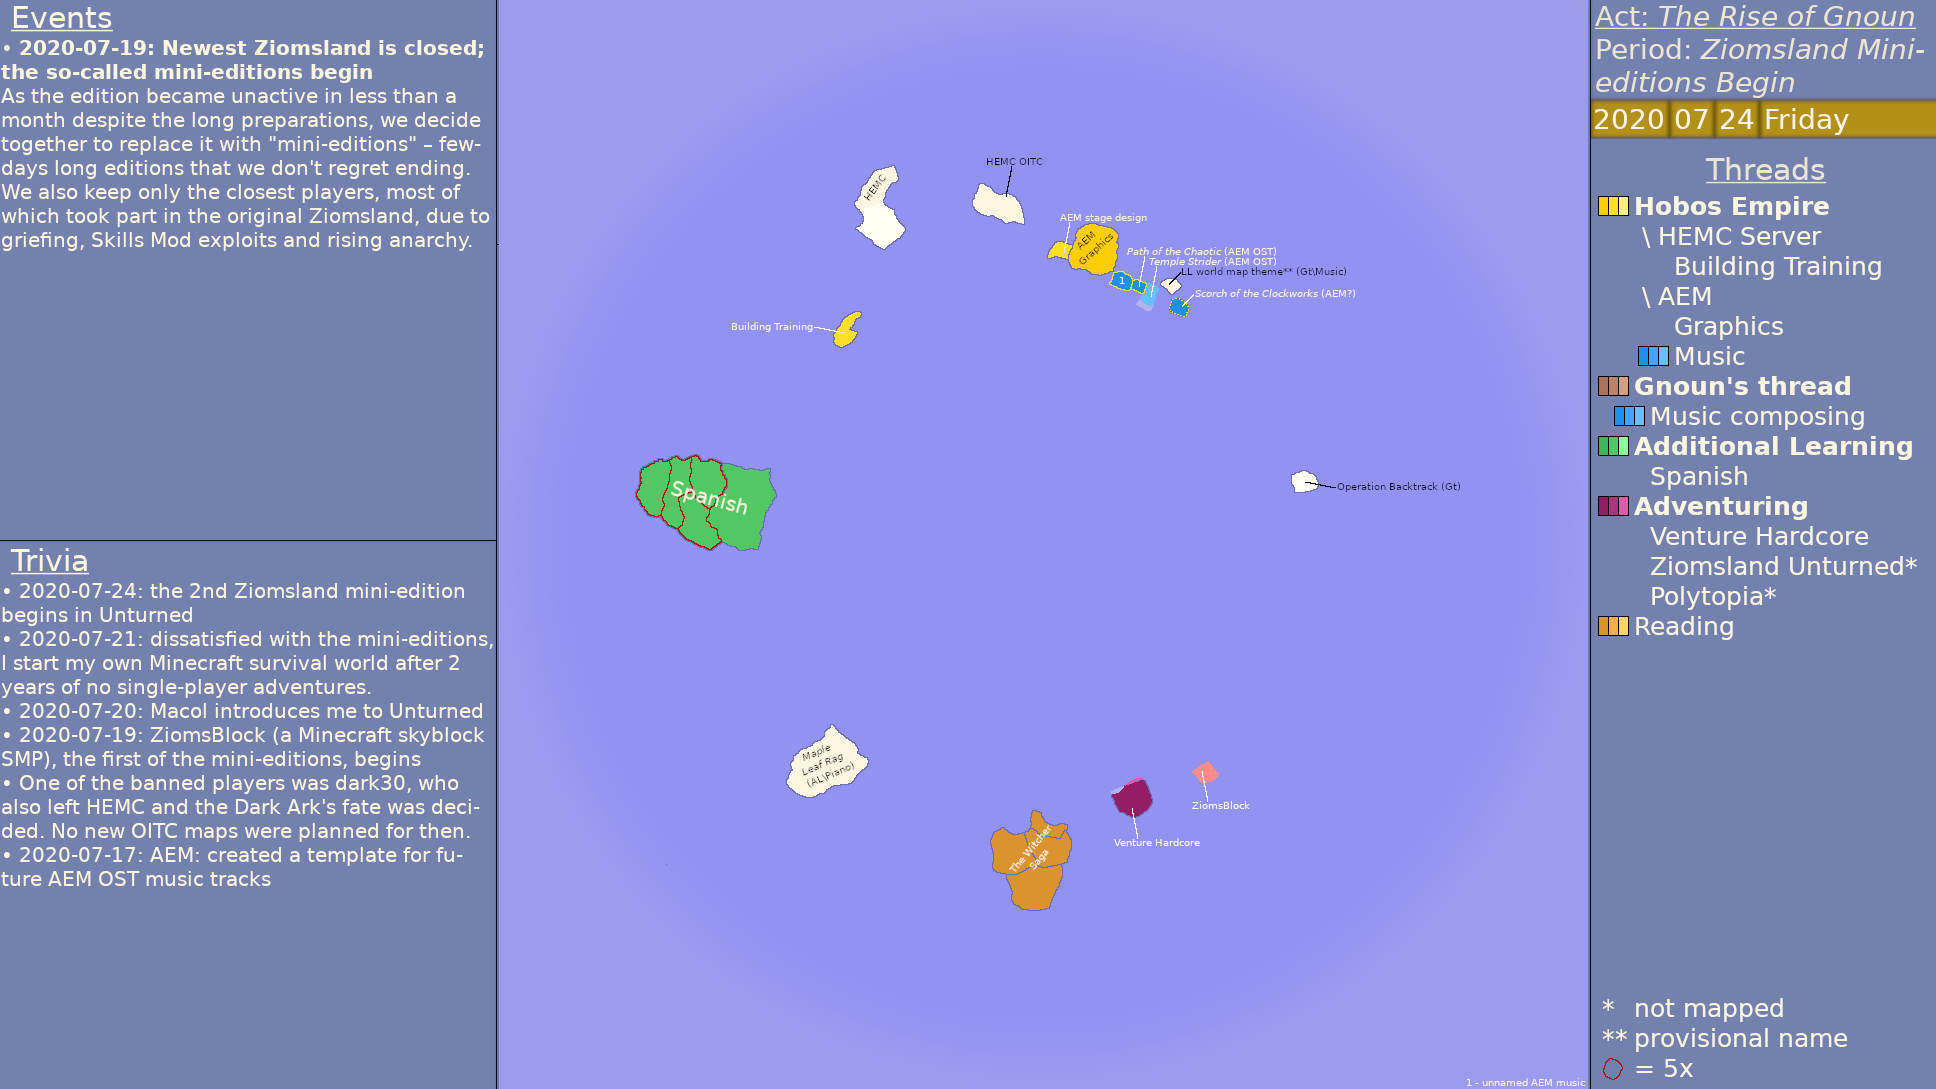 Events
• 2020-07-19: Newest Ziomsland is closed;
the so-called mini-editions begin
As the edition became unactive in less than a
month despite the long preparations, we decide
together to replace it with "mini-editions" – few-
days long editions that we don't regret ending.
We also keep only the closest players, most of
which took part in the original Ziomsland, due to
griefing, Skills Mod exploits and rising anarchy.
Trivia
• 2020-07-24: the 2nd Ziomsland mini-edition
begins in Unturned
• 2020-07-21: dissatisfied with the mini-editions,
I start my own Minecraft survival world after 2
years of no single-player adventures.
• 2020-07-20: Macol introduces me to Unturned
• 2020-07-19: ZiomsBlock (a Minecraft skyblock
SMP), the first of the mini-editions, begins
• One of the banned players was dark30, who
also left HEMC and the Dark Ark's fate was deci-
ded. No new OITC maps were planned for then.
• 2020-07-17: AEM: created a template for fu-
ture AEM OST music tracks
HEMC
HEMC OITC
AEM stage design
AEM
Graphics
Path of the Chaotic (AEM OST)
Temple Strider (AEM OST)
LL world map theme** (Gt\Music)
1
1
Scorch of the Clockworks (AEM?)
Building Training
Spanish
Operation Backtrack (Gt)
Maple
Leaf Rag
(AL\Piano)
ZiomsBlock
Venture Hardcore
The Witcher
Saga
1 - unnamed AEM music
Act: The Rise of Gnoun
Period: Ziomsland Mini-
editions Begin
2020 07 24 Friday
Threads
Hobos Empire
\ HEMC Server
Building Training
\ AEM
Graphics
Music
Gnoun's thread
Music composing
Additional Learning
Spanish
Adventuring
Venture Hardcore
Ziomsland Unturned*
Polytopia*
Reading
* not mapped
** provisional name
= 5x